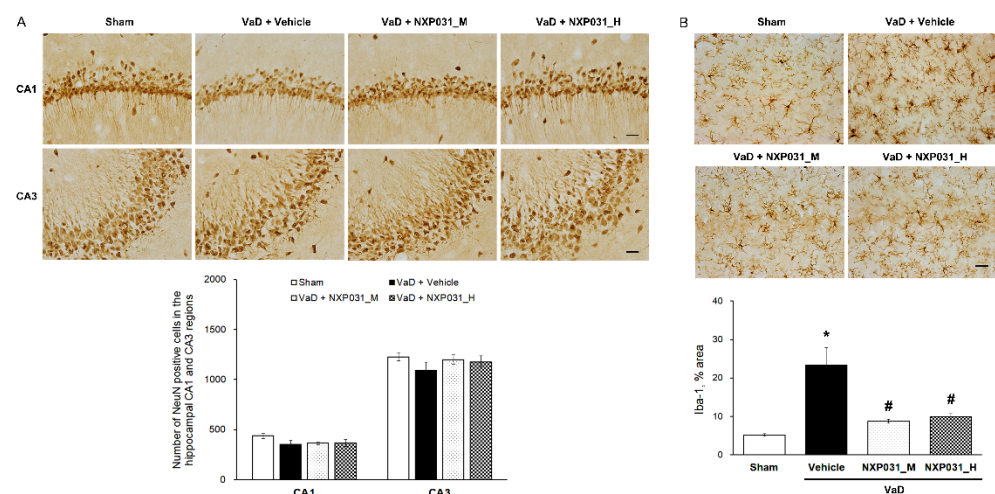 A
Sham
VaD + Vehicle
VaD + NXP031_M
VaD + NXP031_H
CA1
CA3
Number of NeuN positive cells in the
hippocampal CA1 and CA3 regions
2000
1500
1000
500
0
Sham
VaD + Vehicle
VaD + NXP031_M
VaD + NXP031_H
CA1
CA3
B
Sham
VaD + Vehicle
VaD + NXP031_M
VaD + NXP031_H
Iba-1, % area
40
30
20
10
0
*
#
#
Sham
Vehicle
NXP031_M
NXP031_H
VaD